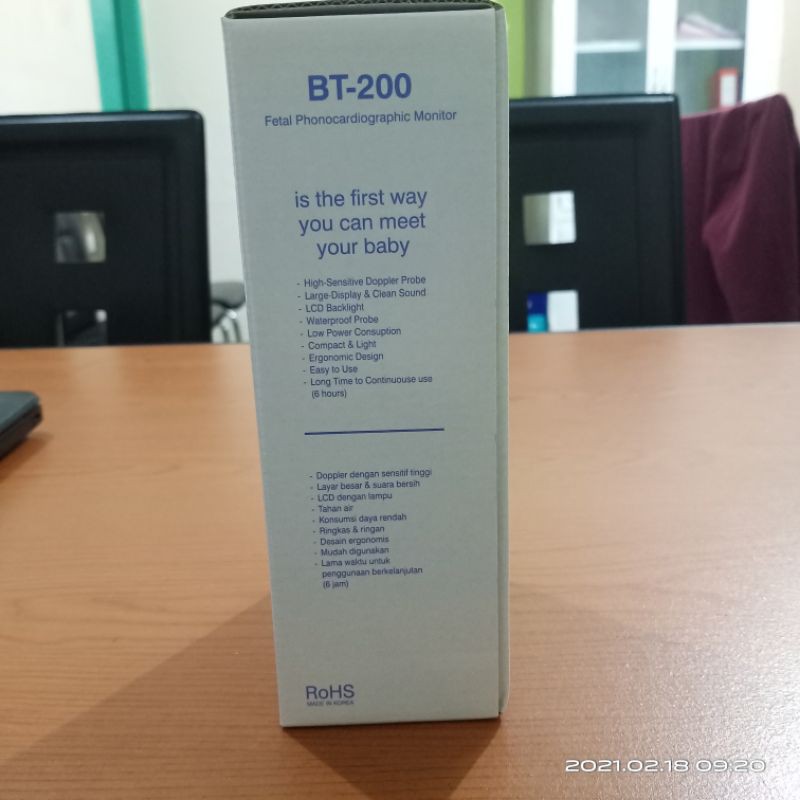 BT-200
Fetal Phonocardiographic Monitor
is the first way
you can meet
your baby
- High-Sensitive Doppler Probe
- Large-Display & Clean Sound
- LCD Backlight
- Waterproof Probe
- Low Power Consuption
- Compact & Light
- Ergonomic Design
- Easy to Use
- Long Time to Continuouse use
(6 hours)
- Doppler dengan sensitif tinggi
- Layar besar & suara bersih
- LCD dengan lampu
- Tahan air
- Konsumsi daya rendah
- Ringkas & ringan
- Desain ergonomis
- Mudah digunakan
- Lama waktu untuk
penggunaan berkelanjutan
(6 jam)
RoHS
MADE IN KOREA
2021.02.18 09:20